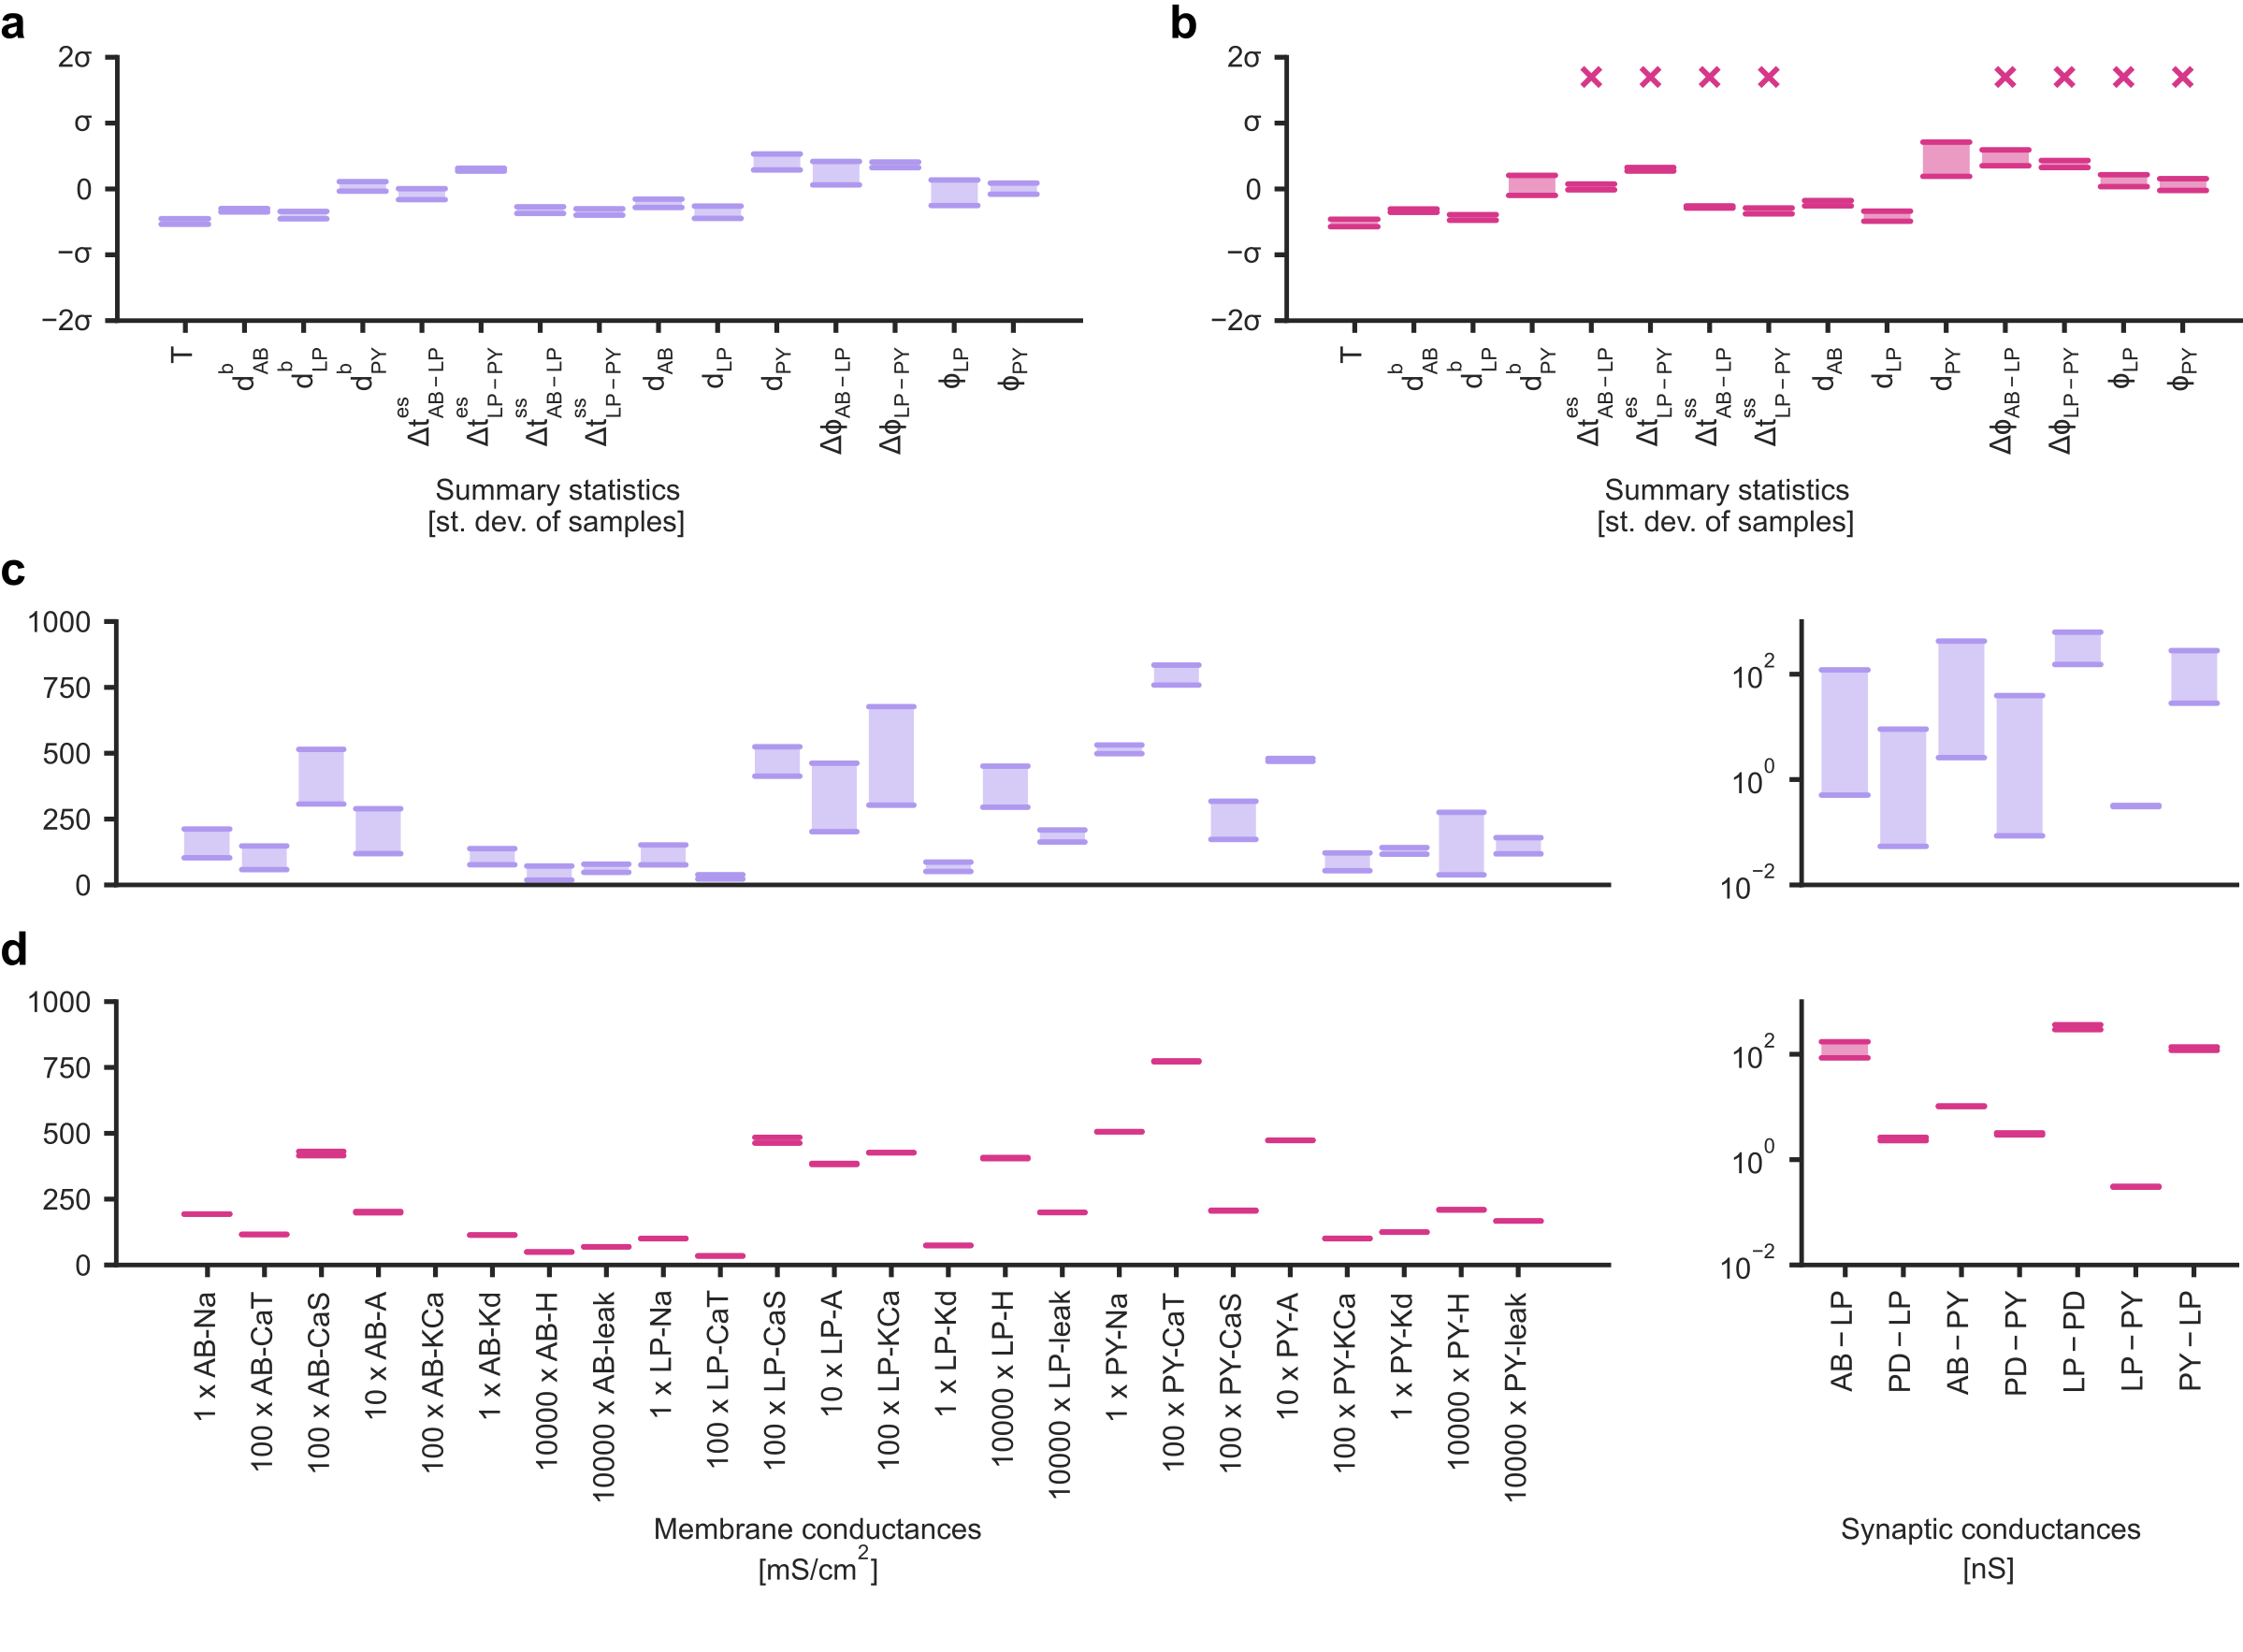 a
2σ
σ
0
−σ
−2σ
T
d^b_AB
d^b_LP
d^b_PY
Δt^es_AB−LP
Δt^es_LP−PY
Δt^ss_AB−LP
Δt^ss_LP−PY
d_AB
d_LP
d_PY
Δϕ_AB−LP
Δϕ_LP−PY
ϕ_LP
ϕ_PY
Summary statistics
[st. dev. of samples]
b
2σ
σ
0
−σ
−2σ
T
d^b_AB
d^b_LP
d^b_PY
Δt^es_AB−LP
Δt^es_LP−PY
Δt^ss_AB−LP
Δt^ss_LP−PY
d_AB
d_LP
d_PY
Δϕ_AB−LP
Δϕ_LP−PY
ϕ_LP
ϕ_PY
Summary statistics
[st. dev. of samples]
c
1000
750
500
250
0
10^2
10^0
10^−2
d
1000
750
500
250
0
1 x AB-Na
100 x AB-CaT
100 x AB-CaS
10 x AB-A
100 x AB-KCa
1 x AB-Kd
10000 x AB-H
10000 x AB-leak
1 x LP-Na
100 x LP-CaT
100 x LP-CaS
10 x LP-A
100 x LP-KCa
1 x LP-Kd
10000 x LP-H
10000 x LP-leak
1 x PY-Na
100 x PY-CaT
100 x PY-CaS
10 x PY-A
100 x PY-KCa
1 x PY-Kd
10000 x PY-H
10000 x PY-leak
Membrane conductances
[mS/cm^2]
10^2
10^0
10^−2
AB−LP
PD−LP
AB−PY
PD−PY
LP−PD
LP−PY
PY−LP
Synaptic conductances
[nS]